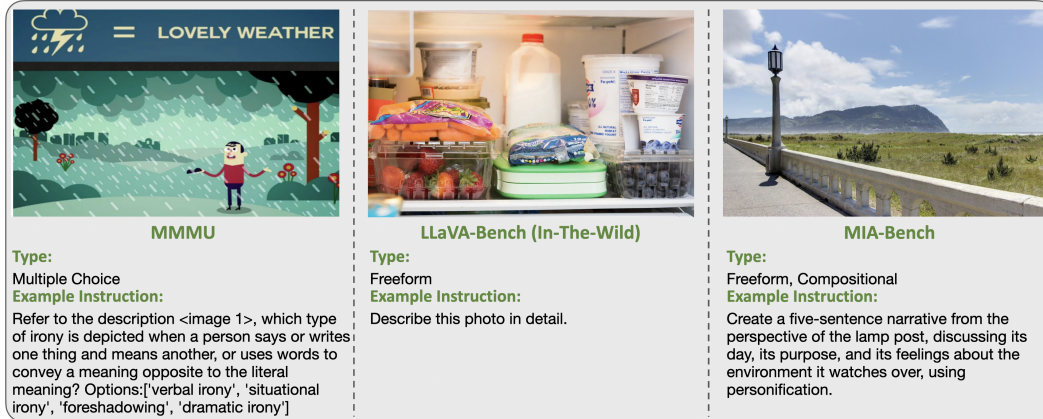 = LOVELY WEATHER
MMMU
Type:
Multiple Choice
Example Instruction:
Refer to the description <image 1>, which type
of irony is depicted when a person says or writes
one thing and means another, or uses words to
convey a meaning opposite to the literal
meaning? Options:['verbal irony', 'situational
irony', 'foreshadowing', 'dramatic irony']
LLaVA-Bench (In-The-Wild)
Type:
Freeform
Example Instruction:
Describe this photo in detail.
MIA-Bench
Type:
Freeform, Compositional
Example Instruction:
Create a five-sentence narrative from the
perspective of the lamp post, discussing its
day, its purpose, and its feelings about the
environment it watches over, using
personification.